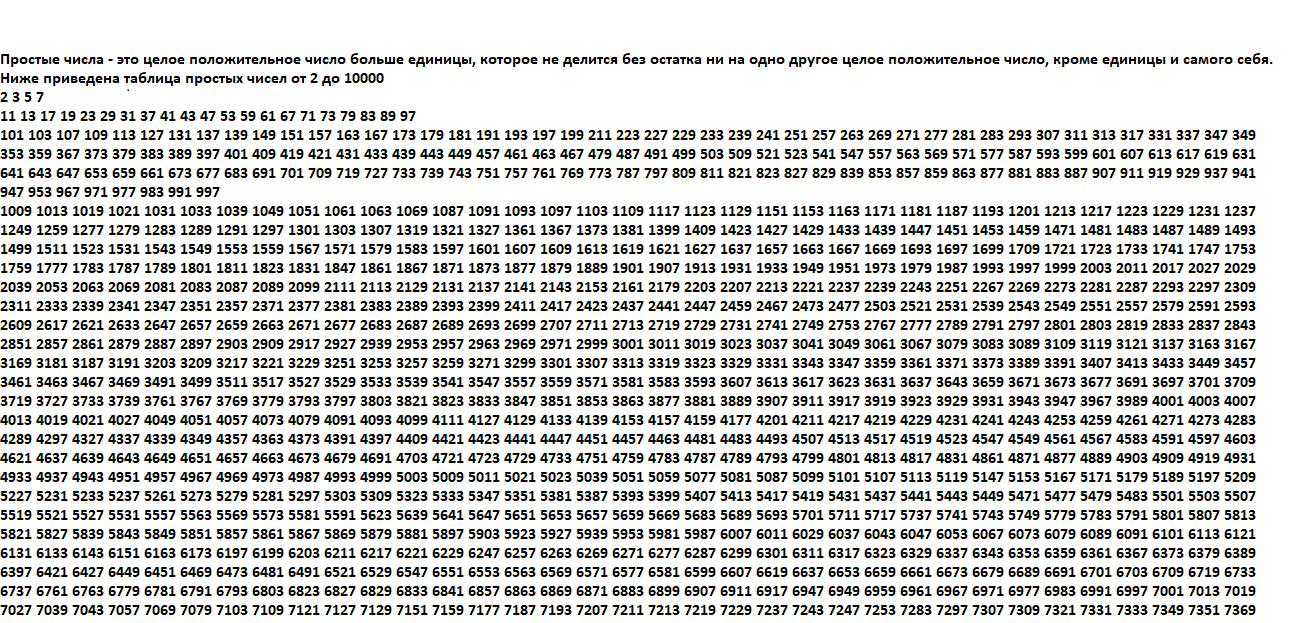 Простые числа - это целое положительное число больше единицы, которое не делится без остатка ни на одно другое целое положительное число, кроме единицы и самого себя.
Ниже приведена таблица простых чисел от 2 до 10000
2 3 5 7
11 13 17 19 23 29 31 37 41 43 47 53 59 61 67 71 73 79 83 89 97
101 103 107 109 113 127 131 137 139 149 151 157 163 167 173 179 181 191 193 197 199 211 223 227 229 233 239 241 251 257 263 269 271 277 281 283 293 307 311 313 317 331 337 347 349
353 359 367 373 379 383 389 397 401 409 419 421 431 433 439 443 449 457 461 463 467 479 487 491 499 503 509 521 523 541 547 557 563 569 571 577 587 593 599 601 607 613 617 619 631
641 643 647 653 659 661 673 677 683 691 701 709 719 727 733 739 743 751 757 761 769 773 787 797 809 811 821 823 827 829 839 853 857 859 863 877 881 883 887 907 911 919 929 937 941
947 953 967 971 977 983 991 997
1009 1013 1019 1021 1031 1033 1039 1049 1051 1061 1063 1069 1087 1091 1093 1097 1103 1109 1117 1123 1129 1151 1153 1163 1171 1181 1187 1193 1201 1213 1217 1223 1229 1231 1237
1249 1259 1277 1279 1283 1289 1291 1297 1301 1303 1307 1319 1321 1327 1361 1367 1373 1381 1399 1409 1423 1427 1429 1433 1439 1447 1451 1453 1459 1471 1481 1483 1487 1489 1493
1499 1511 1523 1531 1543 1549 1553 1559 1567 1571 1579 1583 1597 1601 1607 1609 1613 1619 1621 1627 1637 1657 1663 1667 1669 1693 1697 1699 1709 1721 1723 1733 1741 1747 1753
1759 1777 1783 1787 1789 1801 1811 1823 1831 1847 1861 1867 1871 1873 1877 1879 1889 1901 1907 1913 1931 1933 1949 1951 1973 1979 1987 1993 1997 1999 2003 2011 2017 2027 2029
2039 2053 2063 2069 2081 2083 2087 2089 2099 2111 2113 2129 2131 2137 2141 2143 2153 2161 2179 2203 2207 2213 2221 2237 2239 2243 2251 2267 2269 2273 2281 2287 2293 2297 2309
2311 2333 2339 2341 2347 2351 2357 2371 2377 2381 2383 2389 2393 2399 2411 2417 2423 2437 2441 2447 2459 2467 2473 2477 2503 2521 2531 2539 2543 2549 2551 2557 2579 2591 2593
2609 2617 2621 2633 2647 2657 2659 2663 2671 2677 2683 2687 2689 2693 2699 2707 2711 2713 2719 2729 2731 2741 2749 2753 2767 2777 2789 2791 2797 2801 2803 2819 2833 2837 2843
2851 2857 2861 2879 2887 2897 2903 2909 2917 2927 2939 2953 2957 2963 2969 2971 2999 3001 3011 3019 3023 3037 3041 3049 3061 3067 3079 3083 3089 3109 3119 3121 3137 3163 3167
3169 3181 3187 3191 3203 3209 3217 3221 3229 3251 3253 3257 3259 3271 3299 3301 3307 3313 3319 3323 3329 3331 3343 3347 3359 3361 3371 3373 3389 3391 3407 3413 3433 3449 3457
3461 3463 3467 3469 3491 3499 3511 3517 3527 3529 3533 3539 3541 3547 3557 3559 3571 3581 3583 3593 3607 3613 3617 3623 3631 3637 3643 3659 3671 3673 3677 3691 3697 3701 3709
3719 3727 3733 3739 3761 3767 3769 3779 3793 3797 3803 3821 3823 3833 3847 3851 3853 3863 3877 3881 3889 3907 3911 3917 3919 3923 3929 3931 3943 3947 3967 3989 4001 4003 4007
4013 4019 4021 4027 4049 4051 4057 4073 4079 4091 4093 4099 4111 4127 4129 4133 4139 4153 4157 4159 4177 4201 4211 4217 4219 4229 4231 4241 4243 4253 4259 4261 4271 4273 4283
4289 4297 4327 4337 4339 4349 4357 4363 4373 4391 4397 4409 4421 4423 4441 4447 4451 4457 4463 4481 4483 4493 4507 4513 4517 4519 4523 4547 4549 4561 4567 4583 4591 4597 4603
4621 4637 4639 4643 4649 4651 4657 4663 4673 4679 4691 4703 4721 4723 4729 4733 4751 4759 4783 4787 4789 4793 4799 4801 4813 4817 4831 4861 4871 4877 4889 4903 4909 4919 4931
4933 4937 4943 4951 4957 4967 4969 4973 4987 4993 4999 5003 5009 5011 5021 5023 5039 5051 5059 5077 5081 5087 5099 5101 5107 5113 5119 5147 5153 5167 5171 5179 5189 5197 5209
5227 5231 5233 5237 5261 5273 5279 5281 5297 5303 5309 5323 5333 5347 5351 5381 5387 5393 5399 5407 5413 5417 5419 5431 5437 5441 5443 5449 5471 5477 5479 5483 5501 5503 5507
5519 5521 5527 5531 5557 5563 5569 5573 5581 5591 5623 5639 5641 5647 5651 5653 5657 5659 5669 5683 5689 5693 5701 5711 5717 5737 5741 5743 5749 5779 5783 5791 5801 5807 5813
5821 5827 5839 5843 5849 5851 5857 5861 5867 5869 5879 5881 5897 5903 5923 5927 5939 5953 5981 5987 6007 6011 6029 6037 6043 6047 6053 6067 6073 6079 6089 6091 6101 6113 6121
6131 6133 6143 6151 6163 6173 6197 6199 6203 6211 6217 6221 6229 6247 6257 6263 6269 6271 6277 6287 6299 6301 6311 6317 6323 6329 6337 6343 6353 6359 6361 6367 6373 6379 6389
6397 6421 6427 6449 6451 6469 6473 6481 6491 6521 6529 6547 6551 6553 6563 6569 6571 6577 6581 6599 6607 6619 6637 6653 6659 6661 6673 6679 6689 6691 6701 6703 6709 6719 6733
6737 6761 6763 6779 6781 6791 6793 6803 6823 6827 6829 6833 6841 6857 6863 6869 6871 6883 6899 6907 6911 6917 6947 6949 6959 6961 6967 6971 6977 6983 6991 6997 7001 7013 7019
7027 7039 7043 7057 7069 7079 7103 7109 7121 7127 7129 7151 7159 7177 7187 7193 7207 7211 7213 7219 7229 7237 7243 7247 7253 7283 7297 7307 7309 7321 7331 7333 7349 7351 7369